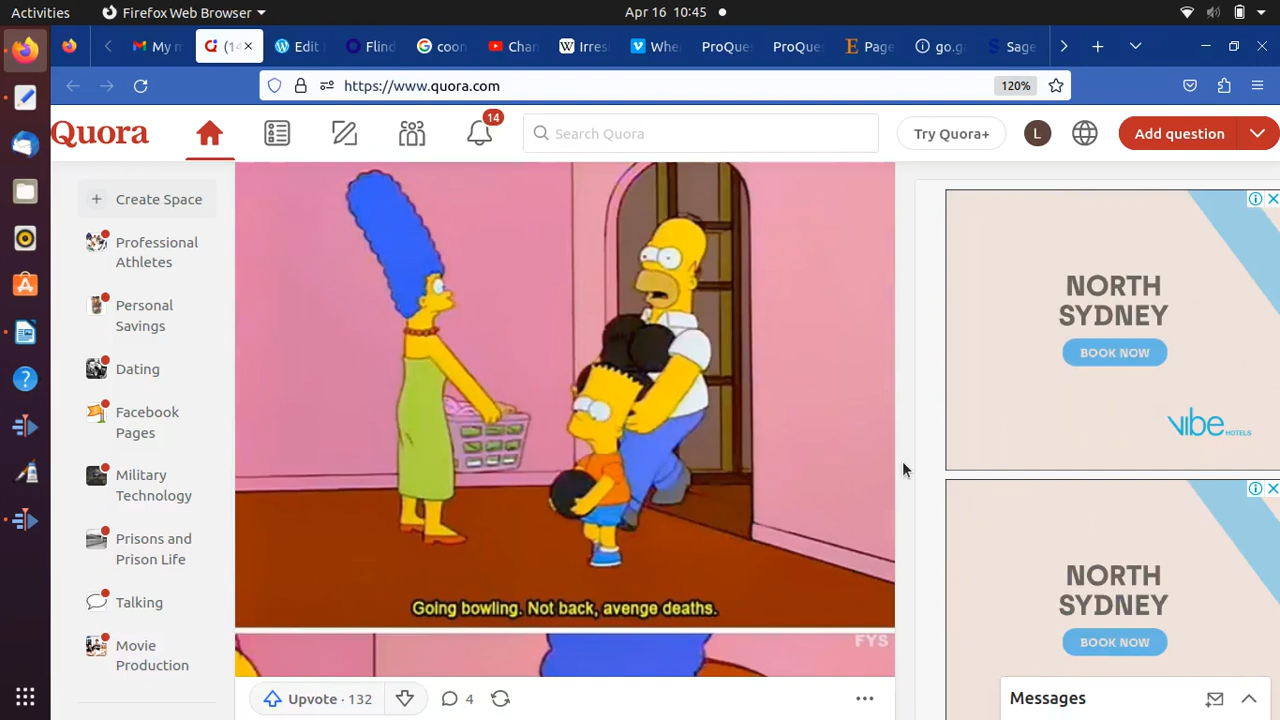 Activities
Firefox Web Browser
Apr 16 10:45
My m
(14
Edit
Flind
coon
Chan
Irres
Whe
ProQue
ProQue
Page
go.g
Sage
https://www.quora.com
120%
Quora
14
Search Quora
Try Quora+
L
Add question
Create Space
Professional
Athletes
Personal
Savings
Dating
Facebook
Pages
Military
Technology
Prisons and
Prison Life
Talking
Movie
Production
Going bowling. Not back, avenge deaths.
FYS
Upvote · 132
4
NORTH
SYDNEY
BOOK NOW
vibe
HOTELS
NORTH
SYDNEY
BOOK NOW
Messages